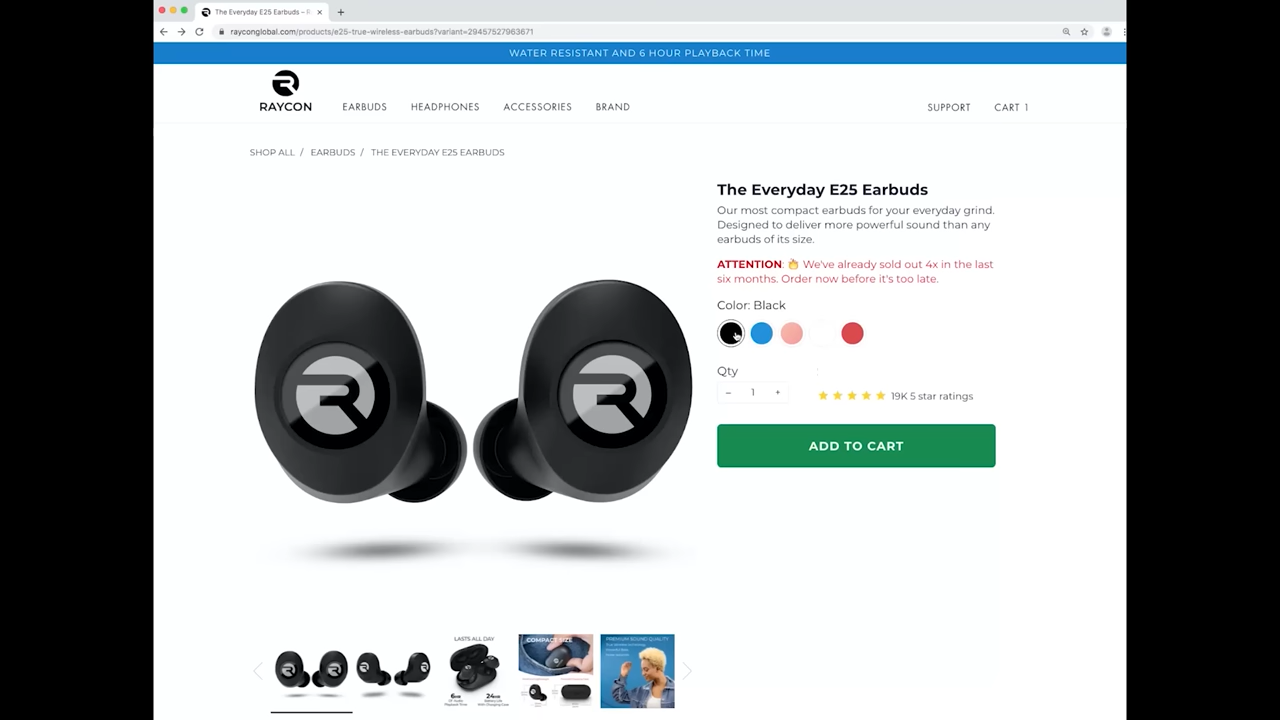 The Everyday E25 Earbuds – R
rayconglobal.com/products/e25-true-wireless-earbuds?variant=29457527963671
WATER RESISTANT AND 6 HOUR PLAYBACK TIME
RAYCON
EARBUDS
HEADPHONES
ACCESSORIES
BRAND
SUPPORT
CART 1
SHOP ALL / EARBUDS / THE EVERYDAY E25 EARBUDS
The Everyday E25 Earbuds
Our most compact earbuds for your everyday grind.
Designed to deliver more powerful sound than any
earbuds of its size.
ATTENTION: 🔥 We've already sold out 4x in the last
six months. Order now before it's too late.
Color: Black
Qty
– 1 +
19K 5 star ratings
ADD TO CART
LASTS ALL DAY
6HR
24HR
COMPACT SIZE
PREMIUM SOUND QUALITY